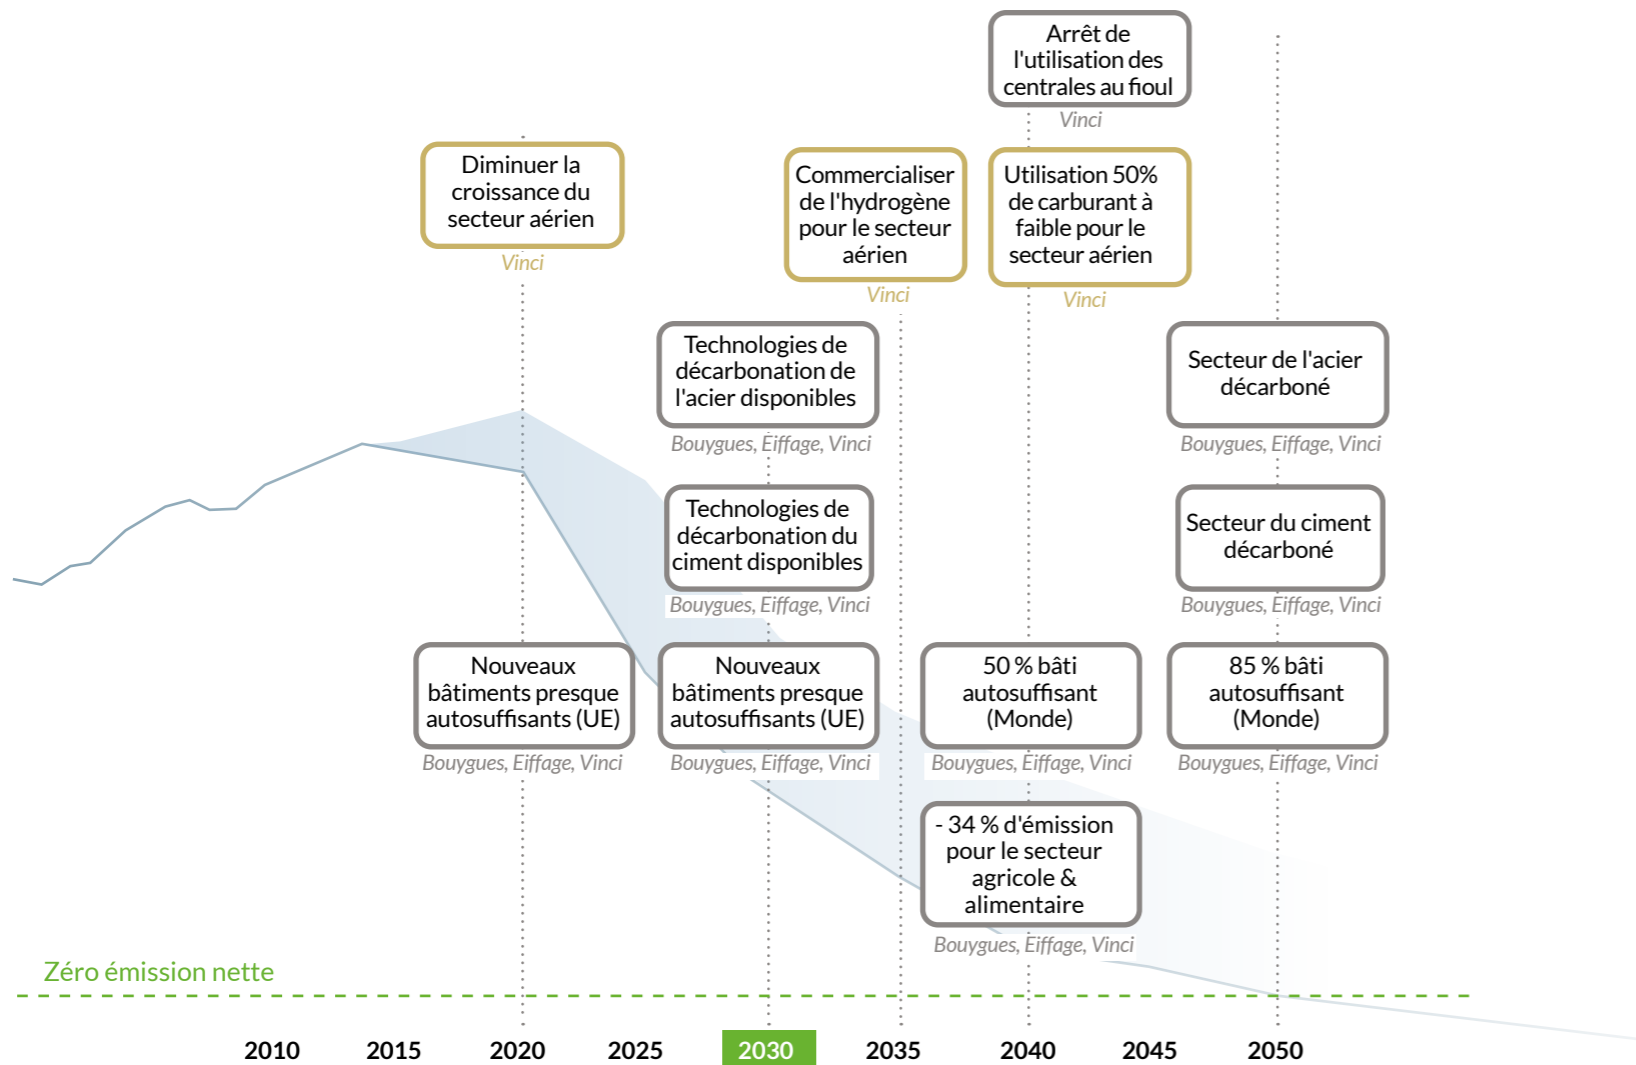 Arrêt de
l'utilisation des
centrales au fioul
Vinci
Diminuer la
croissance du
secteur aérien
Vinci
Commercialiser
de l'hydrogène
pour le secteur
aérien
Vinci
Utilisation 50%
de carburant à
faible pour le
secteur aérien
Vinci
Technologies de
décarbonation de
l'acier disponibles
Bouygues, Eiffage, Vinci
Secteur de l'acier
décarboné
Bouygues, Eiffage, Vinci
Technologies de
décarbonation du
ciment disponibles
Bouygues, Eiffage, Vinci
Secteur du ciment
décarboné
Bouygues, Eiffage, Vinci
Nouveaux
bâtiments presque
autosuffisants (UE)
Bouygues, Eiffage, Vinci
Nouveaux
bâtiments presque
autosuffisants (UE)
Bouygues, Eiffage, Vinci
50 % bâti
autosuffisant
(Monde)
Bouygues, Eiffage, Vinci
85 % bâti
autosuffisant
(Monde)
Bouygues, Eiffage, Vinci
- 34 % d'émission
pour le secteur
agricole &
alimentaire
Bouygues, Eiffage, Vinci
Zéro émission nette
2010 2015 2020 2025 2030 2035 2040 2045 2050